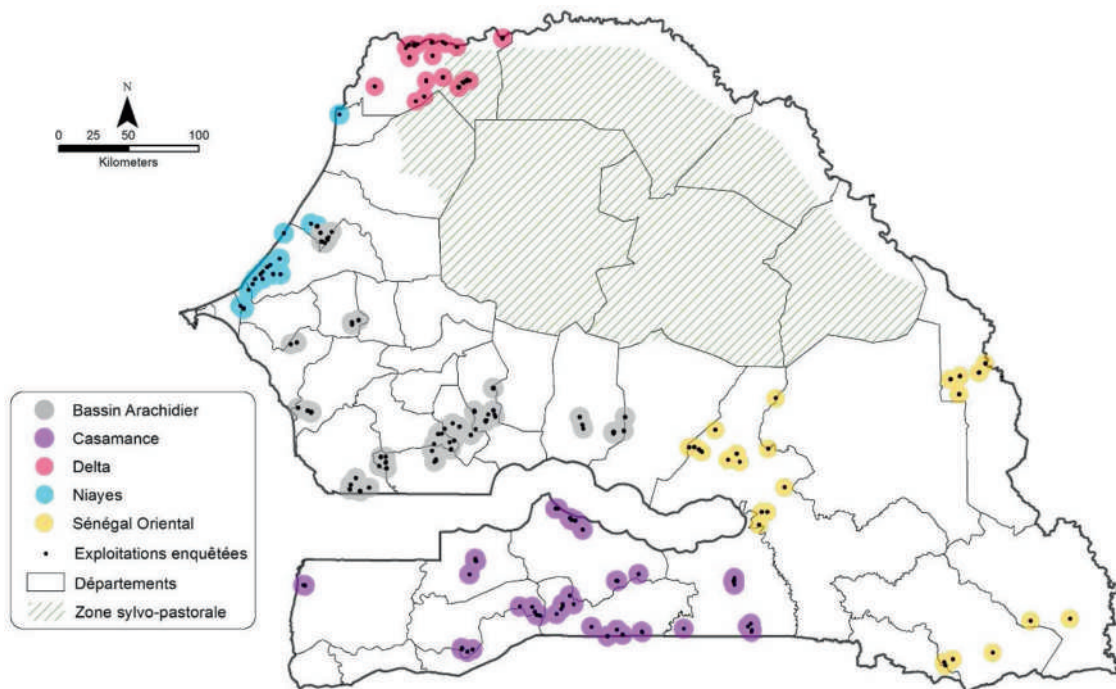 N
0 25 50 100
Kilometers
Bassin Arachidier
Casamance
Delta
Niayes
Sénégal Oriental
Exploitations enquêtées
Départements
Zone sylvo-pastorale